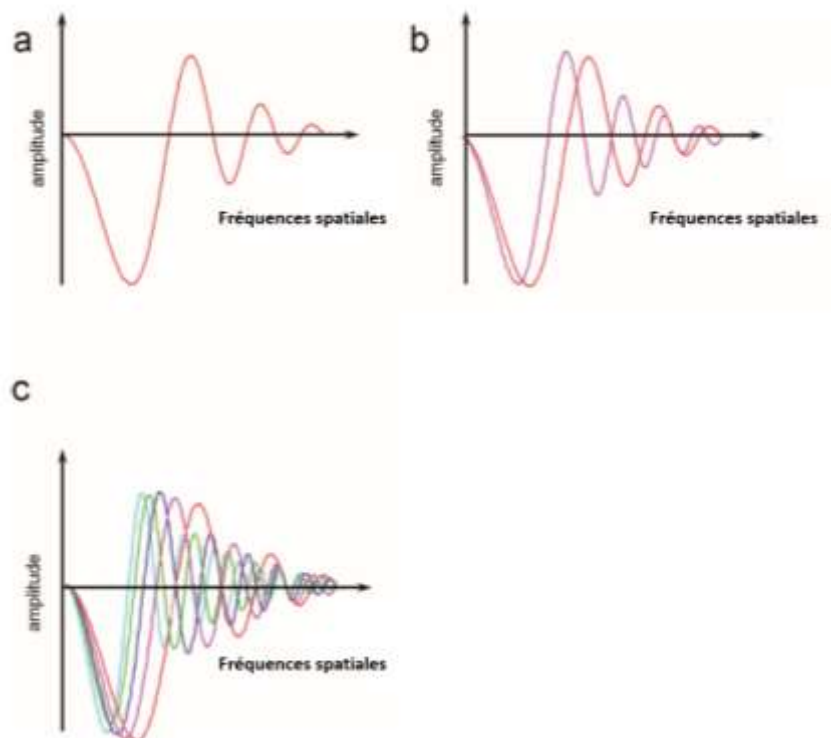 a
amplitude
Fréquences spatiales
b
amplitude
Fréquences spatiales
c
amplitude
Fréquences spatiales